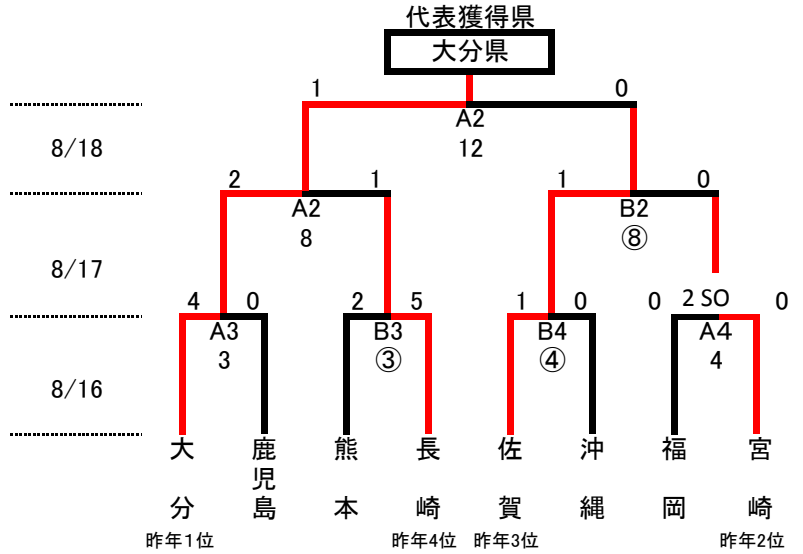 代表獲得県
大分県
1 0
A2
12
8/18
2 1 1 0
A2 B2
8 ⑧
8/17
4 0 2 5 1 0 0 2 SO 0
A3 B3 B4 A4
3 ③ ④ 4
8/16
大分 鹿児島 熊本 長崎 佐賀 沖縄 福岡 宮崎
昨年1位 昨年4位 昨年3位 昨年2位